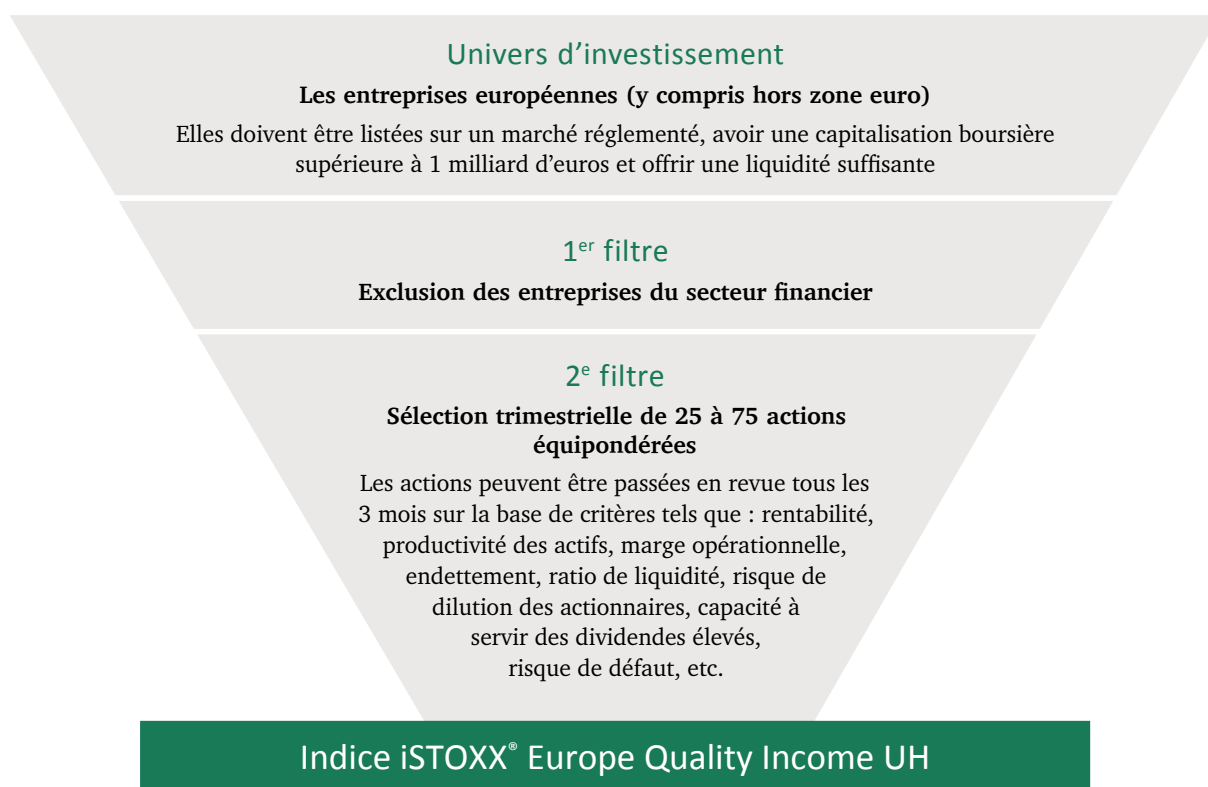 Univers d’investissement
Les entreprises européennes (y compris hors zone euro)
Elles doivent être listées sur un marché réglementé, avoir une capitalisation boursière
supérieure à 1 milliard d’euros et offrir une liquidité suffisante
1er filtre
Exclusion des entreprises du secteur financier
2e filtre
Sélection trimestrielle de 25 à 75 actions
équipondérées
Les actions peuvent être passées en revue tous les
3 mois sur la base de critères tels que : rentabilité,
productivité des actifs, marge opérationnelle,
endettement, ratio de liquidité, risque de
dilution des actionnaires, capacité à
servir des dividendes élevés,
risque de défaut, etc.
Indice iSTOXX® Europe Quality Income UH